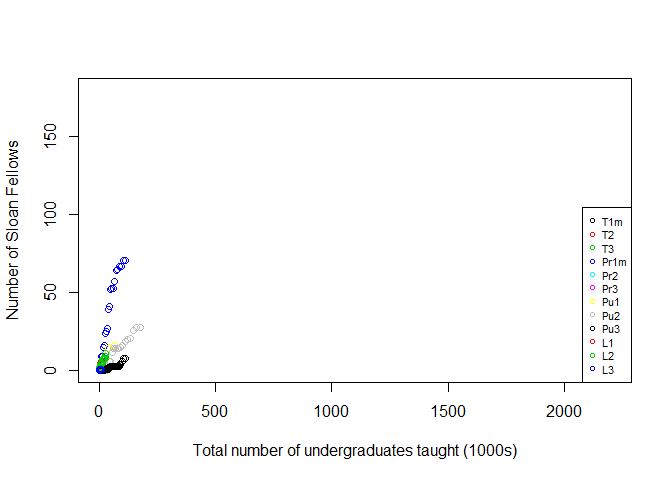 Number of Sloan Fellows
150
100
50
0
T1m
T2
T3
Pr1m
Pr2
Pr3
Pu1
Pu2
Pu3
L1
L2
L3
0 500 1000 1500 2000
Total number of undergraduates taught (1000s)